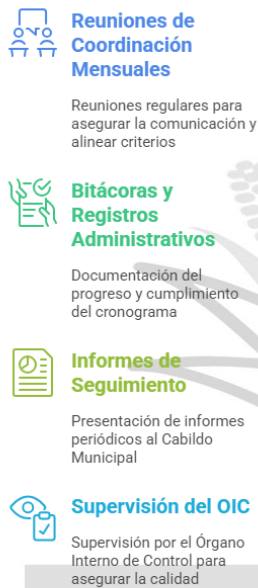 Reuniones de
Coordinación
Mensuales
Reuniones regulares para
asegurar la comunicación y
alinear criterios
Bitácoras y
Registros
Administrativos
Documentación del
progreso y cumplimiento
del cronograma
Informes de
Seguimiento
Presentación de informes
periódicos al Cabildo
Municipal
Supervisión del OIC
Supervisión por el Órgano
Interno de Control para
asegurar la calidad